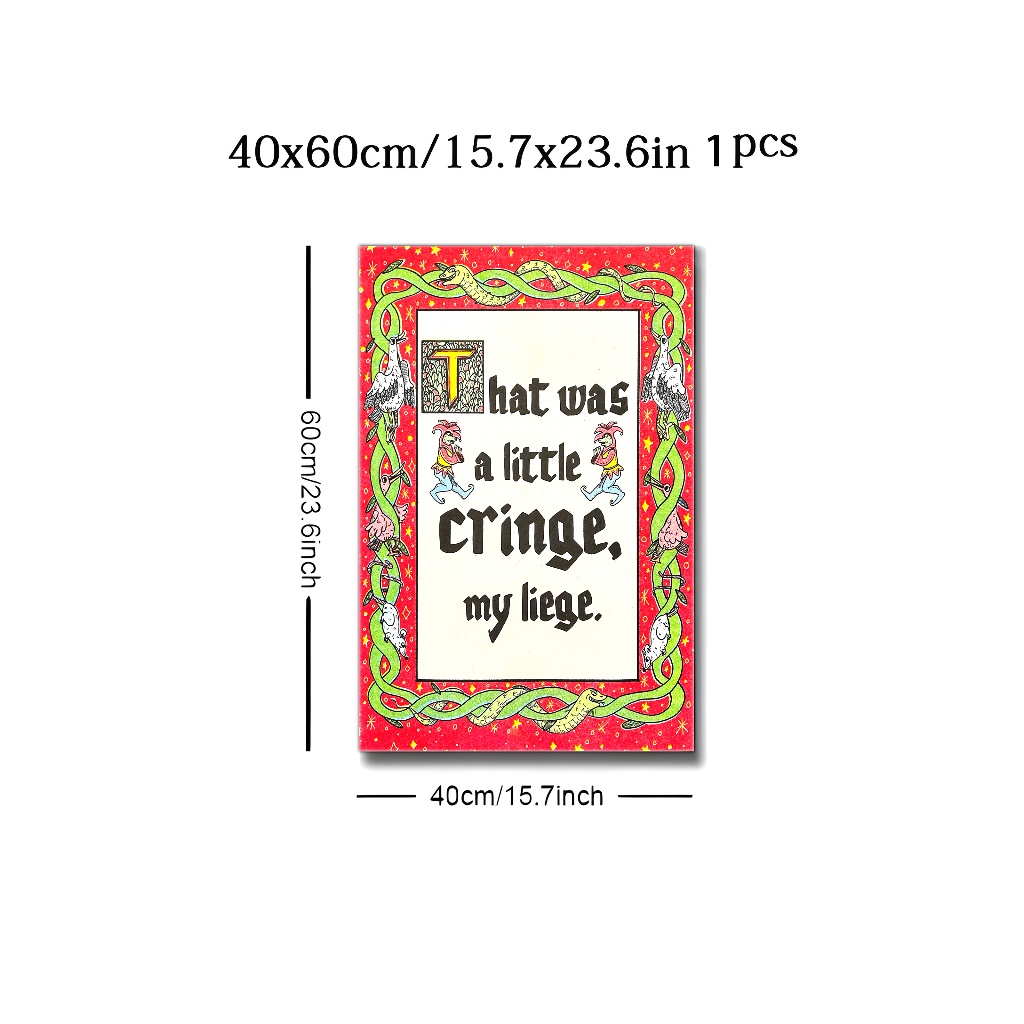 40x60cm/15.7x23.6in 1pcs
60cm/23.6inch
That was
a little
cringe,
my liege.
40cm/15.7inch